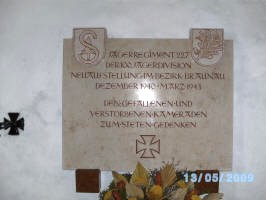 JÄGERREGIMENT 227
DER 100. JÄGERDIVISION
NEUAUFSTELLUNG IM BEZIRK BRAUNAU
DEZEMBER 1940 - MÄRZ 1943
DEN GEFALLENEN UND
VERSTORBENEN KAMERADEN
ZUM STETEN GEDENKEN
13/05/2009